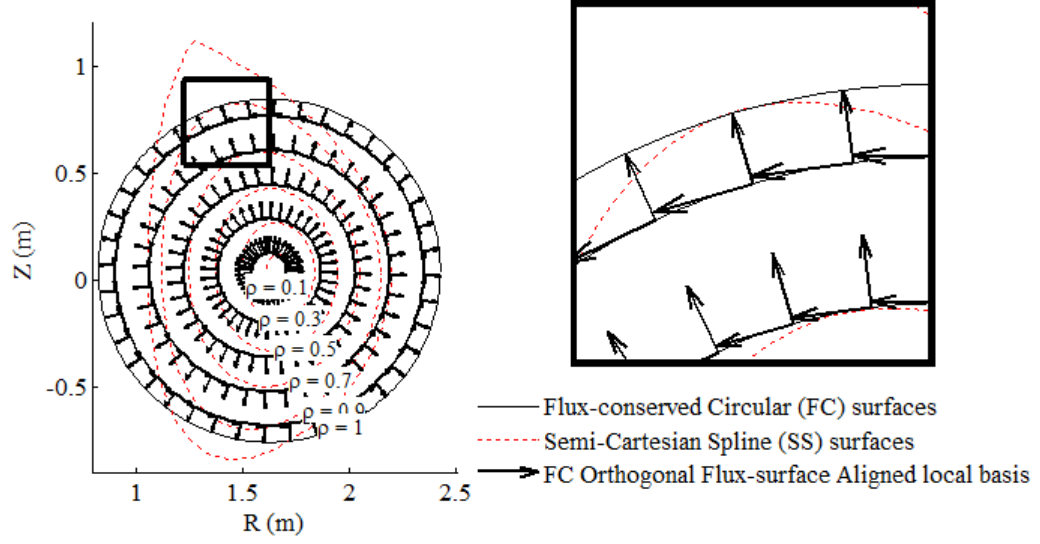 1
0.5
0
-0.5
Z (m)
1
1.5
2
2.5
R (m)
ρ = 0.1
ρ = 0.3
ρ = 0.5
ρ = 0.7
ρ = 0.9
ρ = 1
Flux-conserved Circular (FC) surfaces
Semi-Cartesian Spline (SS) surfaces
FC Orthogonal Flux-surface Aligned local basis